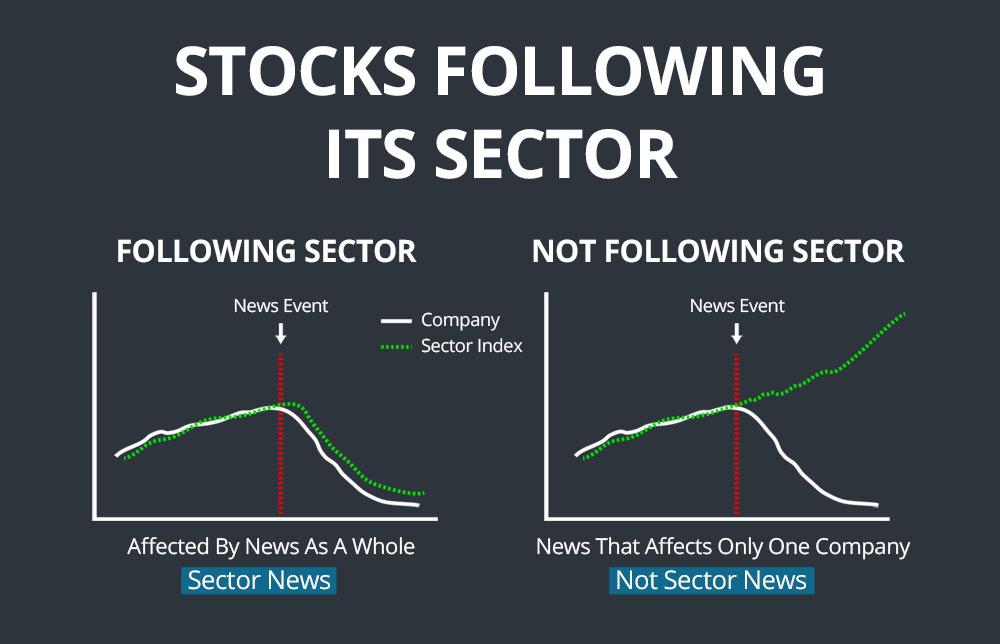 STOCKS FOLLOWING
ITS SECTOR
FOLLOWING SECTOR
News Event
Company
Sector Index
Affected By News As A Whole
Sector News
NOT FOLLOWING SECTOR
News Event
News That Affects Only One Company
Not Sector News